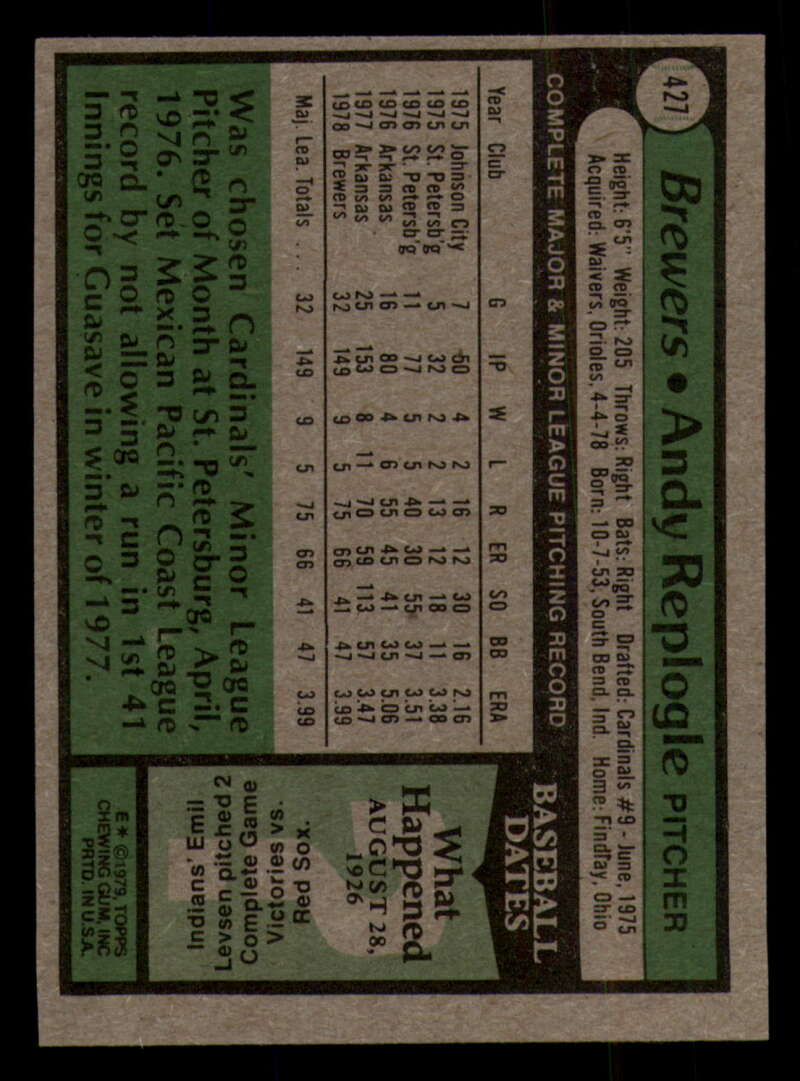 427
Brewers • Andy Replogle PITCHER
Height: 6'5" Weight: 205 Throws: Right Bats: Right Drafted: Cardinals #9 - June, 1975
Acquired: Waivers, Orioles, 4-4-78 Born: 10-7-53, South Bend, Ind. Home: Findlay, Ohio
COMPLETE MAJOR & MINOR LEAGUE PITCHING RECORD
Year Club G IP W L R ER SO BB ERA
1975 Johnson City 7 50 4 2 16 12 30 16 2.16
1975 St. Petersb'g 5 32 2 2 13 12 18 11 3.38
1976 St. Petersb'g 11 77 5 5 40 30 55 37 3.51
1976 Arkansas 16 80 4 6 55 45 41 35 5.06
1977 Arkansas 25 153 8 11 70 59 113 57 3.47
1978 Brewers 32 149 9 5 75 66 41 47 3.99
Maj. Lea. Totals . . . 32 149 9 5 75 66 41 47 3.99
Was chosen Cardinals' Minor League
Pitcher of Month at St. Petersburg, April,
1976. Set Mexican Pacific Coast League
record by not allowing a run in 1st 41
Innings for Guasave in winter of 1977.
BASEBALL
DATES
What
Happened
AUGUST 28,
1926
Indians' Emil
Levsen pitched 2
Complete Game
Victories vs.
Red Sox.
E* ©1979, TOPPS
CHEWING GUM, INC
PRTD. IN U.S.A.